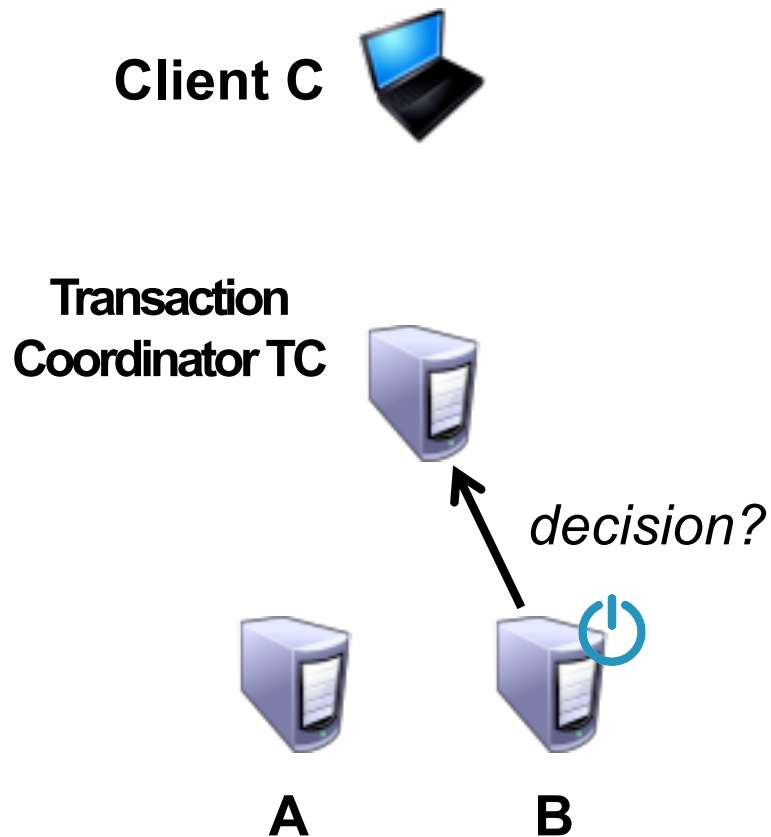 Client C
Transaction
Coordinator TC
decision?
A
B